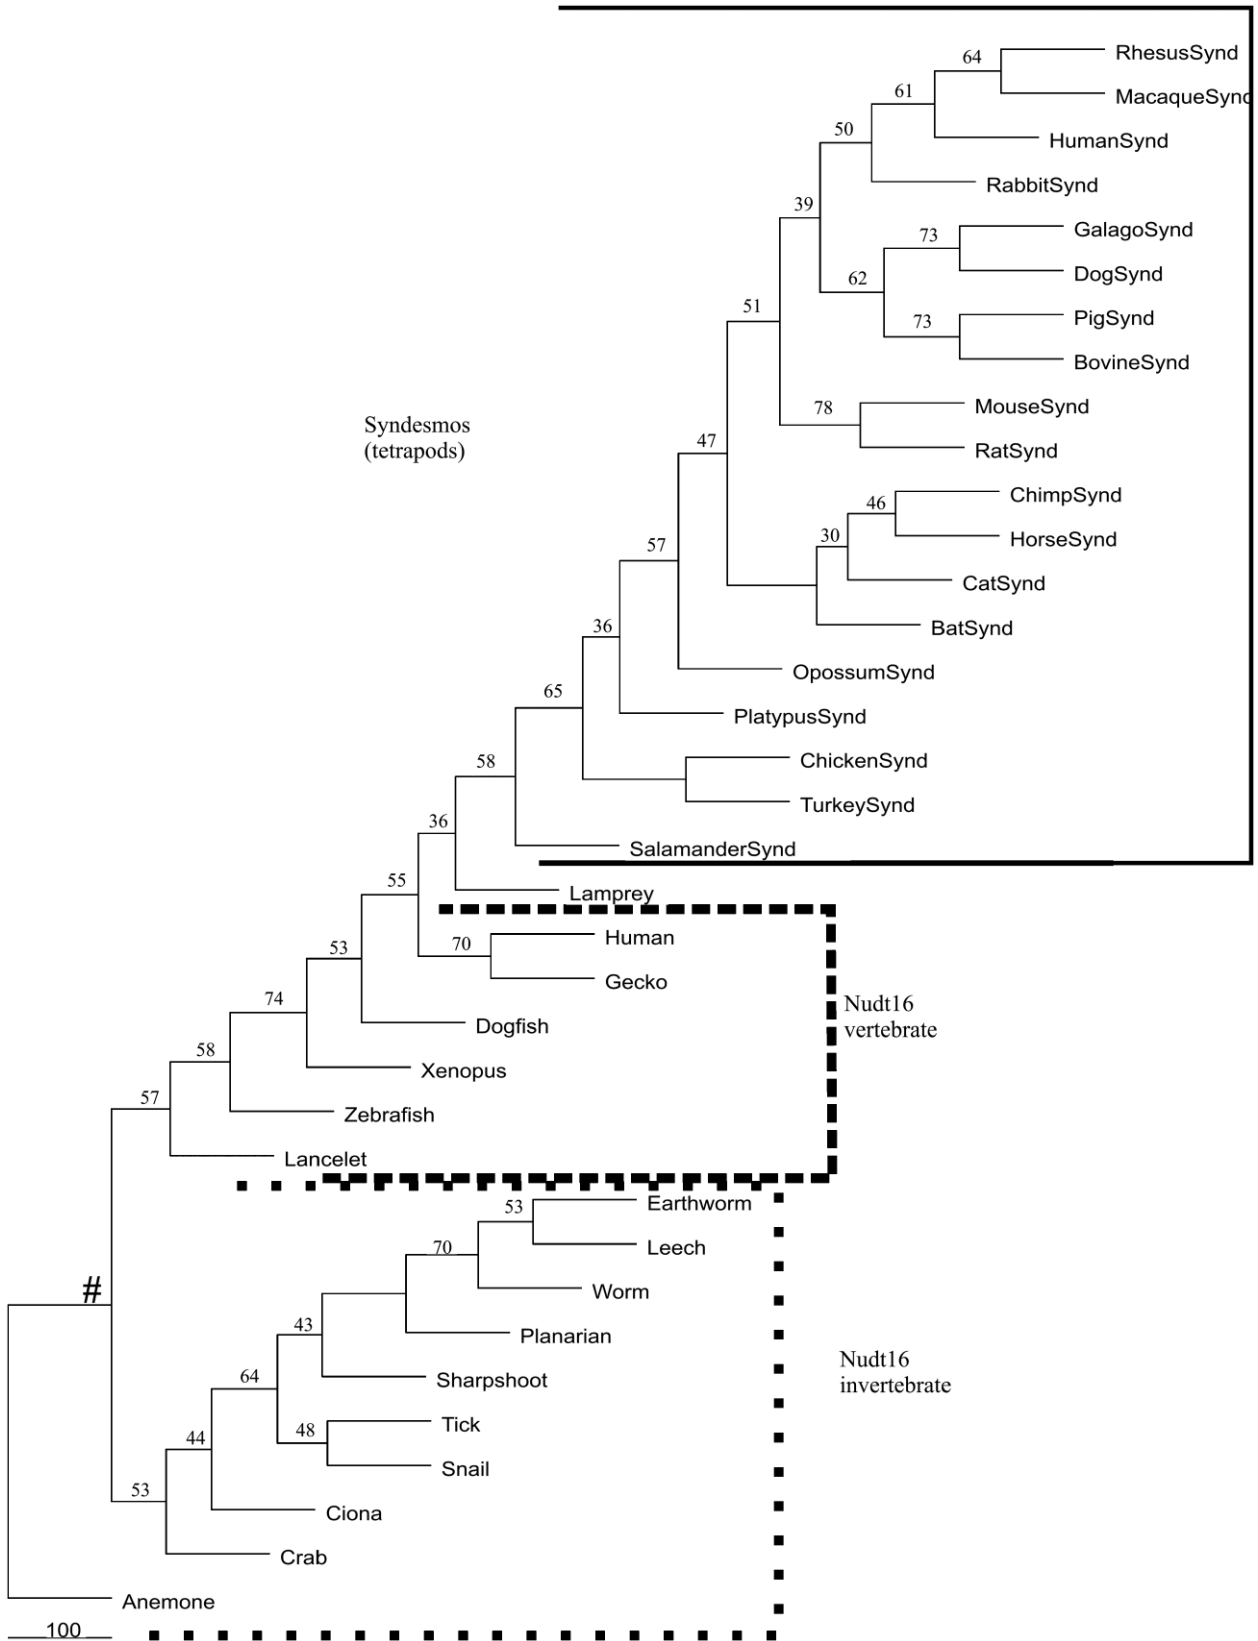 RhesusSynd
64
MacaqueSynd
61
HumanSynd
50
RabbitSynd
39
GalagoSynd
73
DogSynd
62
PigSynd
73
BovineSynd
51
MouseSynd
78
RatSynd
Syndesmos
(tetrapods)
47
ChimpSynd
46
HorseSynd
30
CatSynd
57
BatSynd
36
OpossumSynd
65
PlatypusSynd
58
ChickenSynd
TurkeySynd
36
SalamanderSynd
55
Lamprey
53
70
Human
Gecko
74
Dogfish
Nudt16
vertebrate
58
Xenopus
57
Zebrafish
Lancelet
53
Earthworm
70
Leech
#
Worm
43
Planarian
64
Sharpshoot
Nudt16
invertebrate
48
Tick
44
Snail
53
Ciona
Crab
Anemone
100